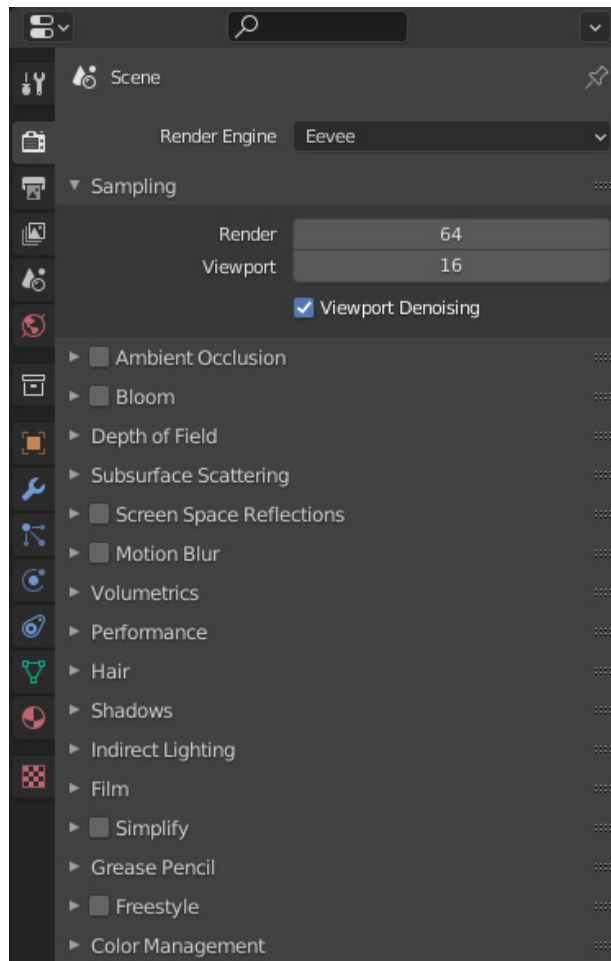 Scene
Render Engine Eevee
Sampling
Render 64
Viewport 16
Viewport Denoising
Ambient Occlusion
Bloom
Depth of Field
Subsurface Scattering
Screen Space Reflections
Motion Blur
Volumetrics
Performance
Hair
Shadows
Indirect Lighting
Film
Simplify
Grease Pencil
Freestyle
Color Management